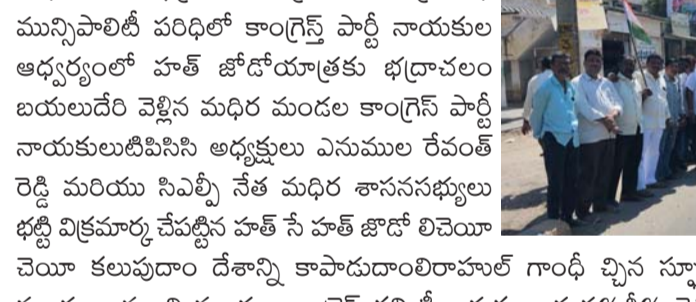 మున్సిపాలిటీ పరిధిలో కాంగ్రెస్త్ పార్టీ నాయకుల
ఆధ్వర్యంలో హత్ జోడోయాత్రకు భద్రాచలం
బయలుదేరి వెళ్లిన మధిర మండల కాంగ్రెస్ పార్టీ
నాయకులుటిపిసిసి అధ్యక్షులు ఎనుముల రేవంత్
రెడ్డి మరియు సిఎల్పీ నేత మధిర శాసనసభ్యులు
భట్టి విక్రమార్క చేపట్టిన హత్ సే హత్ జొడో లిచెయీ
చెయీ కలుపుదాం దేశాన్ని కాపాడుదాంలిరాహుల్ గాంధీ చ్చిన